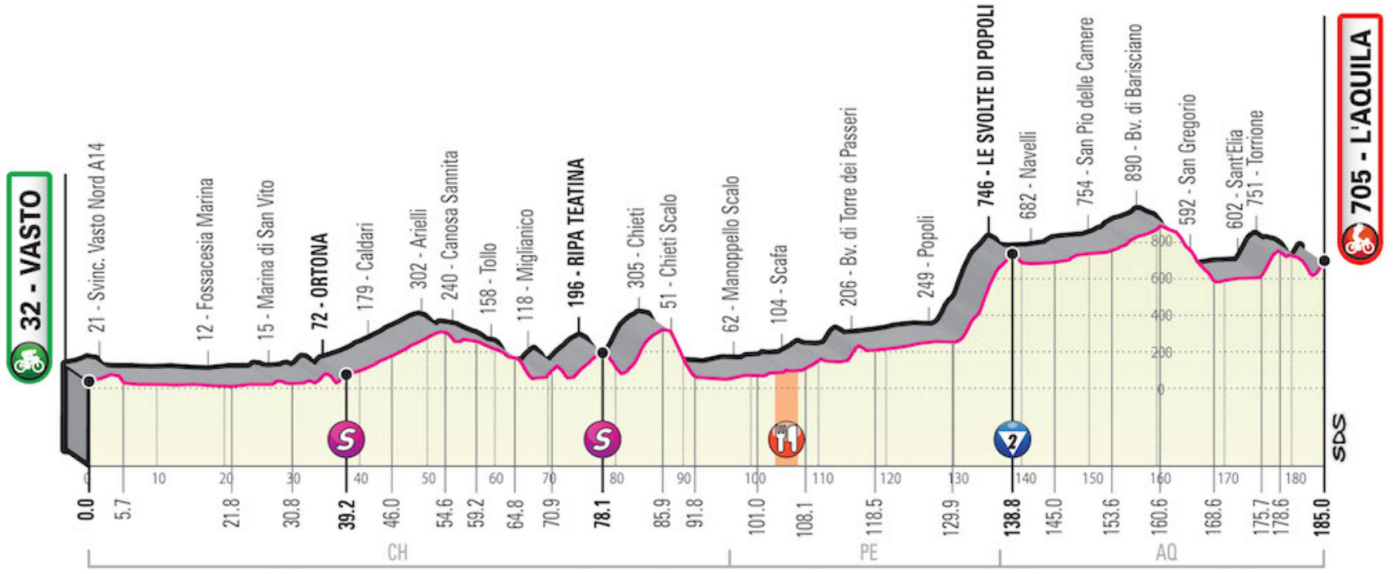 32 - VASTO
21 - Svinc. Vasto Nord A14
12 - Fossacesia Marina
15 - Marina di San Vito
72 - ORTONA
179 - Caldari
302 - Arielli
240 - Canosa Sannita
158 - Tollo
118 - Miglianico
196 - RIPA TEATINA
305 - Chieti
51 - Chieti Scalo
62 - Manoppello Scalo
104 - Scafa
206 - Bv. di Torre dei Passeri
249 - Popoli
746 - LE SVOLTE DI POPOLI
682 - Navelli
754 - San Pio delle Camere
890 - Bv. di Barisciano
592 - San Gregorio
602 - Sant'Elia
751 - Torrione
705 - L'AQUILA
800
600
400
200
0
S
S
2
SDS
0 10 20 30 40 50 60 70 80 90 100 110 120 130 140 150 160 170 180
0.0 5.7 21.8 30.8 39.2 46.0 54.6 59.2 64.8 70.9 78.1 85.9 91.8 101.0 108.1 118.5 129.9 138.8 145.0 153.6 160.6 168.6 175.7 178.6 185.0
CH PE AQ